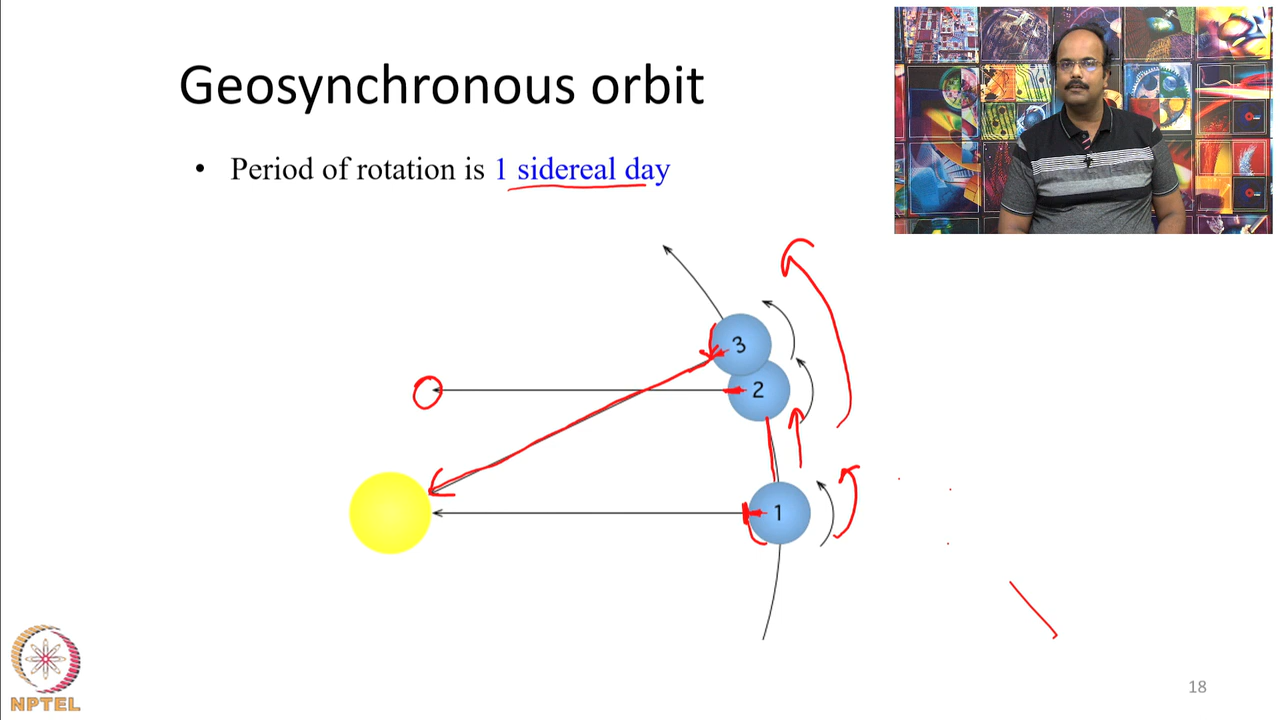 Geosynchronous orbit
• Period of rotation is 1 sidereal day
3
2
1
NPTEL
18